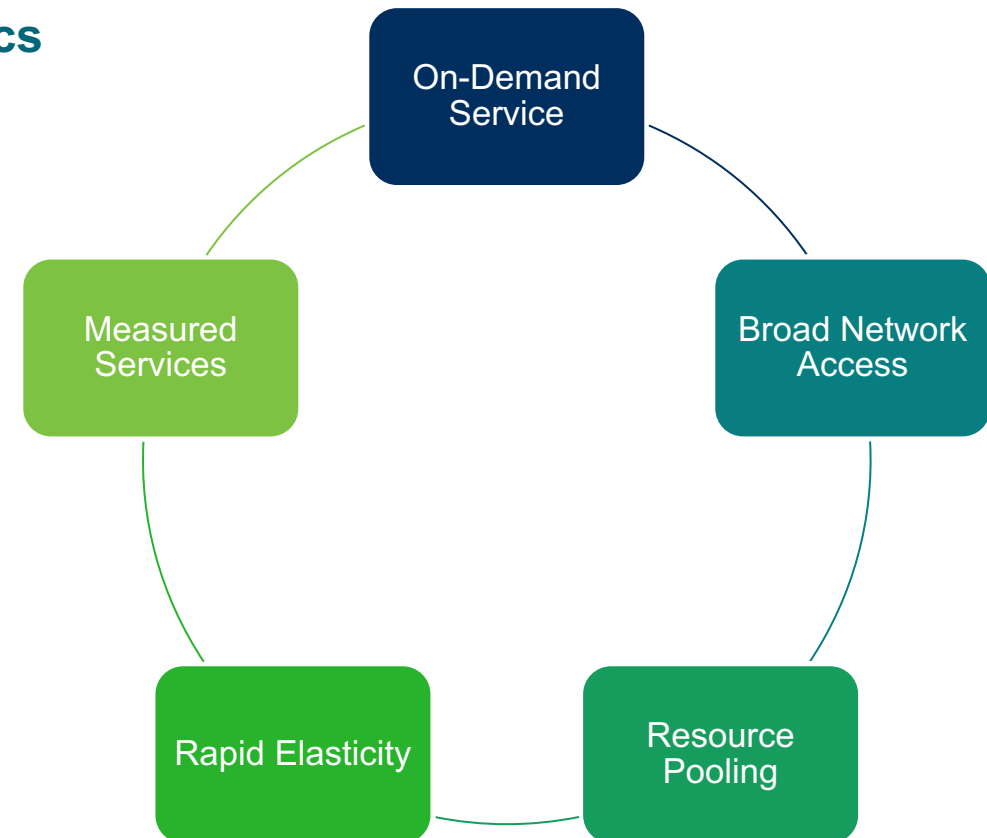 cs
On-Demand
Service
Broad Network
Access
Resource
Pooling
Rapid Elasticity
Measured
Services